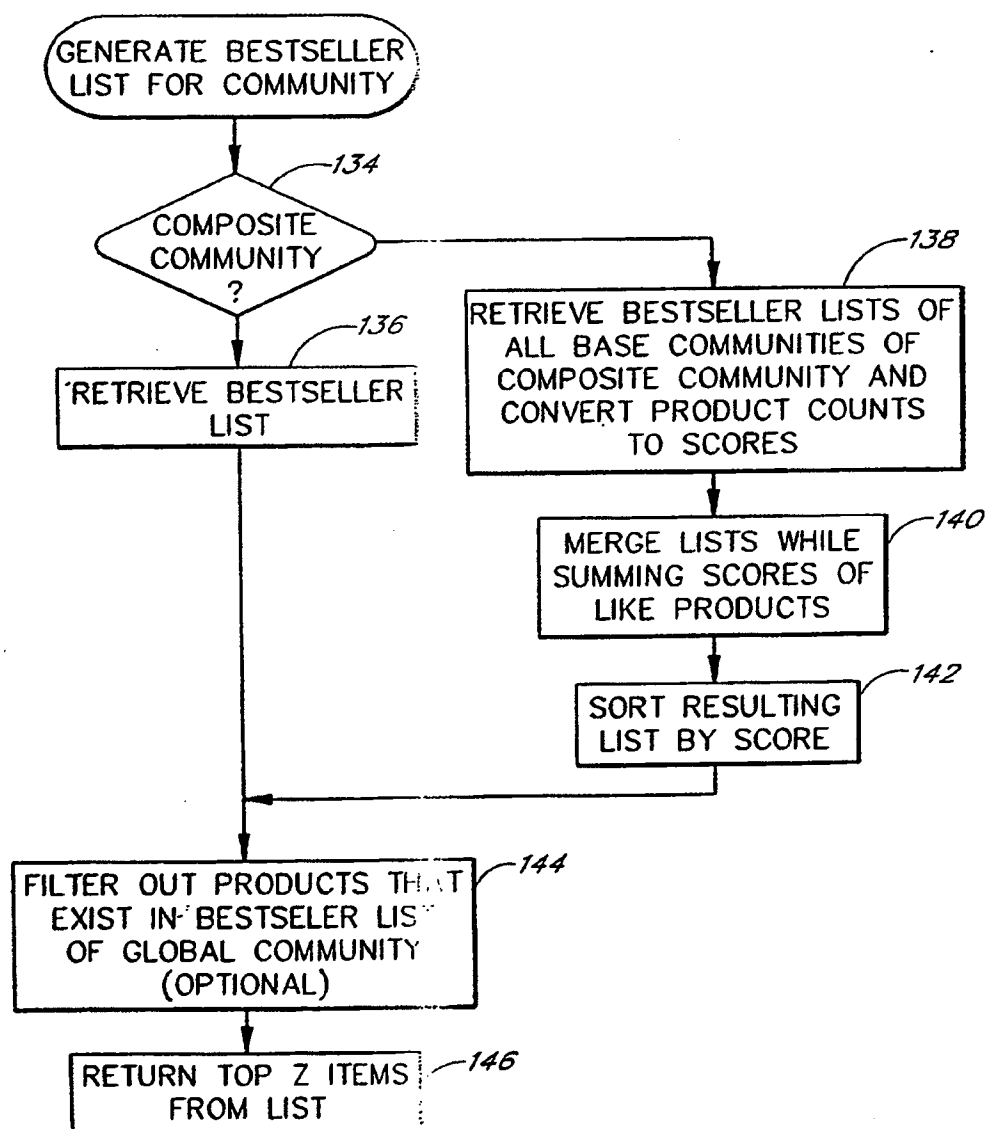 GENERATE BESTSELLER
LIST FOR COMMUNITY
134
COMPOSITE
COMMUNITY
?
136
RETRIEVE BESTSELLER
LIST
138
RETRIEVE BESTSELLER LISTS OF
ALL BASE COMMUNITIES OF
COMPOSITE COMMUNITY AND
CONVERT PRODUCT COUNTS
TO SCORES
140
MERGE LISTS WHILE
SUMMING SCORES OF
LIKE PRODUCTS
142
SORT RESULTING
LIST BY SCORE
144
FILTER OUT PRODUCTS THAT
EXIST IN BESTSELER LIST
OF GLOBAL COMMUNITY
(OPTIONAL)
146
RETURN TOP Z ITEMS
FROM LIST